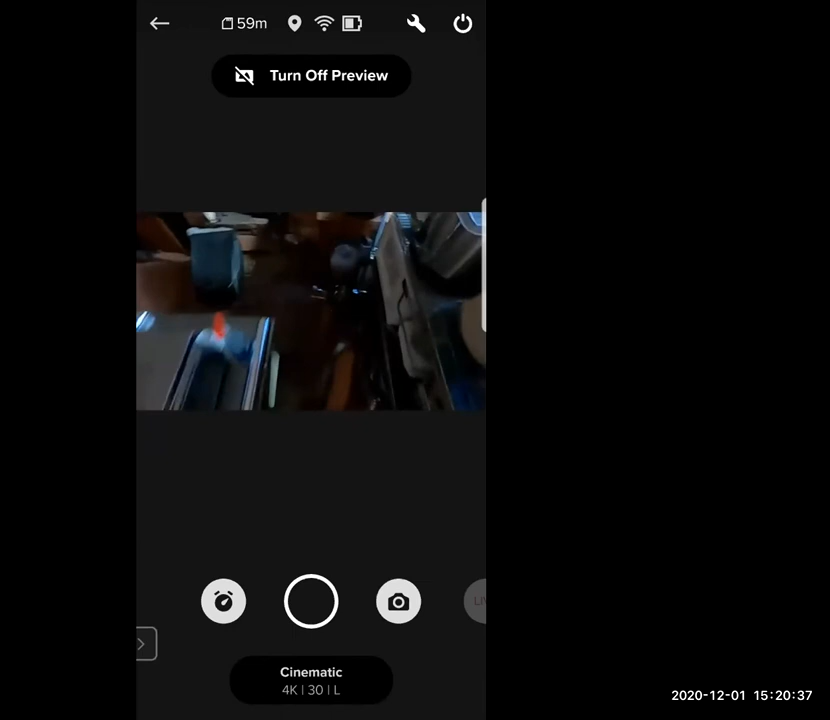 59m
Turn Off Preview
Cinematic
4K | 30 | L
2020-12-01 15:20:37